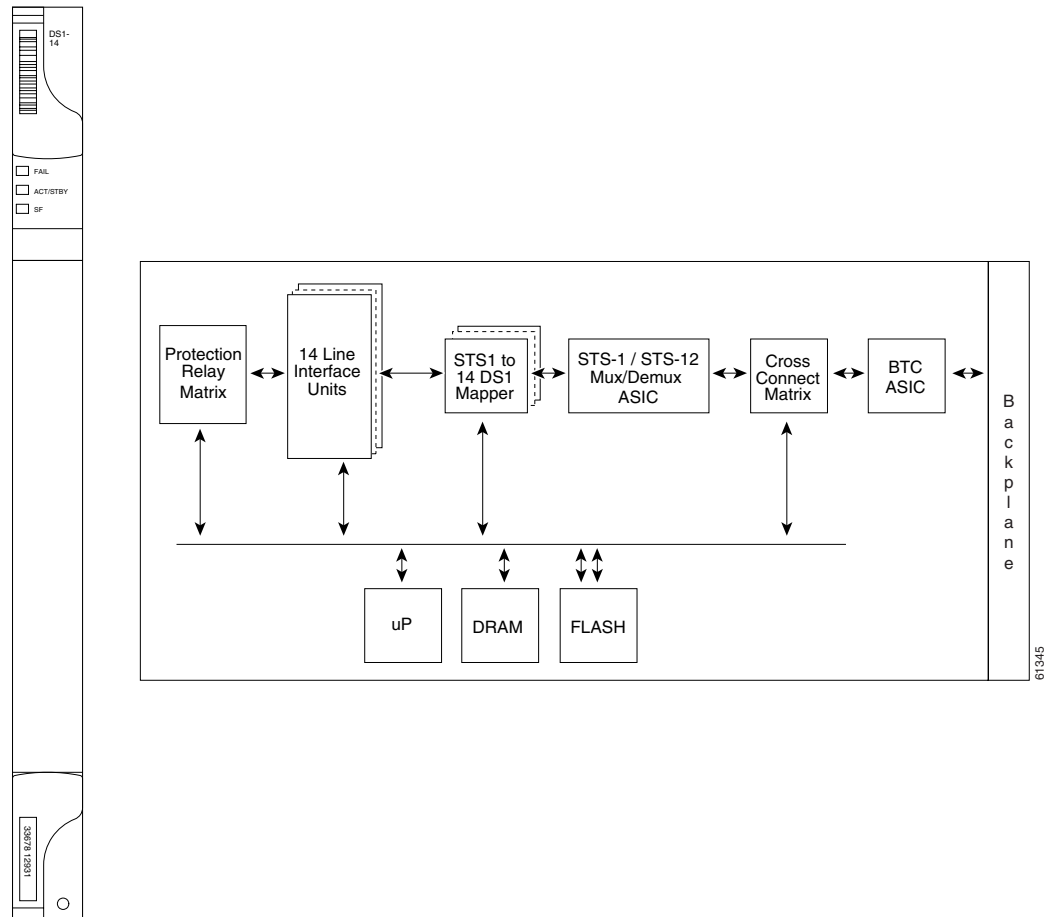 DS1-
14
FAIL
ACT/STBY
SF
33678 12931
Protection
Relay
Matrix
14 Line
Interface
Units
STS1 to
14 DS1
Mapper
STS-1 / STS-12
Mux/Demux
ASIC
Cross
Connect
Matrix
BTC
ASIC
Backplane
uP
DRAM
FLASH
61345